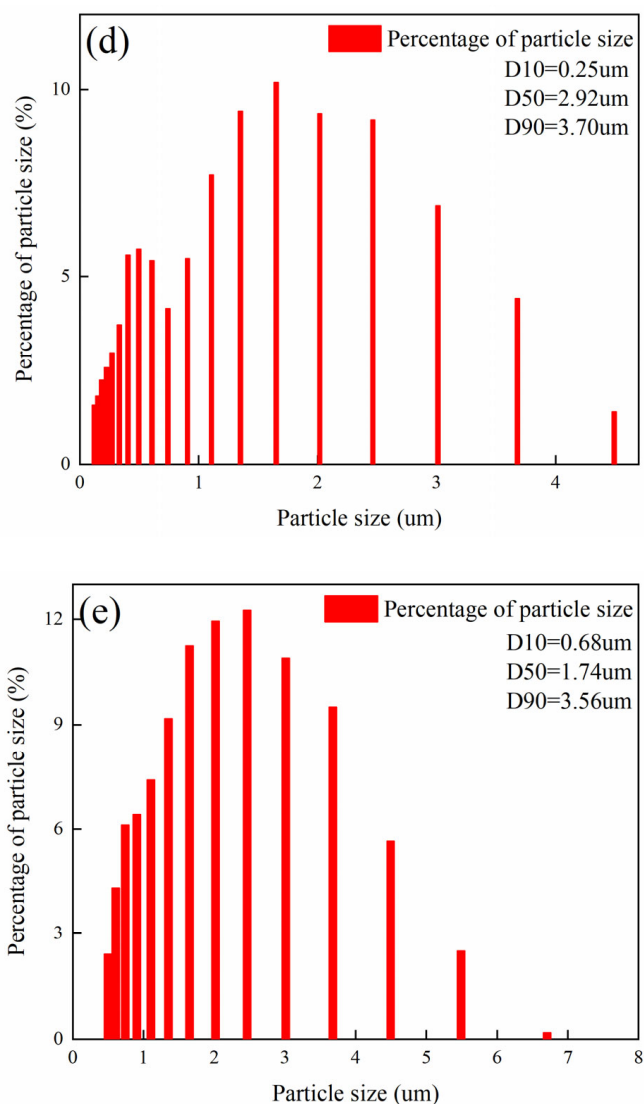 (d)
Percentage of particle size
D10=0.25um
D50=2.92um
D90=3.70um
Percentage of particle size (%)
10
5
0
0 1 2 3 4
Particle size (um)
(e)
Percentage of particle size
D10=0.68um
D50=1.74um
D90=3.56um
Percentage of particle size (%)
12
9
6
3
0
0 1 2 3 4 5 6 7 8
Particle size (um)